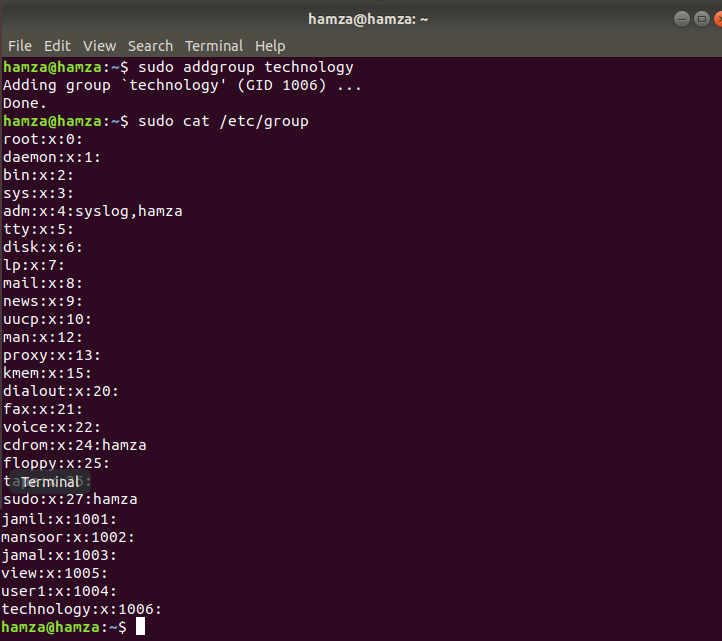 hamza@hamza: ~
File Edit View Search Terminal Help
hamza@hamza:~$ sudo addgroup technology
Adding group `technology' (GID 1006) ...
Done.
hamza@hamza:~$ sudo cat /etc/group
root:x:0:
daemon:x:1:
bin:x:2:
sys:x:3:
adm:x:4:syslog,hamza
tty:x:5:
disk:x:6:
lp:x:7:
mail:x:8:
news:x:9:
uucp:x:10:
man:x:12:
proxy:x:13:
kmem:x:15:
dialout:x:20:
fax:x:21:
voice:x:22:
cdrom:x:24:hamza
floppy:x:25:
Terminal
sudo:x:27:hamza
jamil:x:1001:
mansoor:x:1002:
jamal:x:1003:
view:x:1005:
user1:x:1004:
technology:x:1006:
hamza@hamza:~$